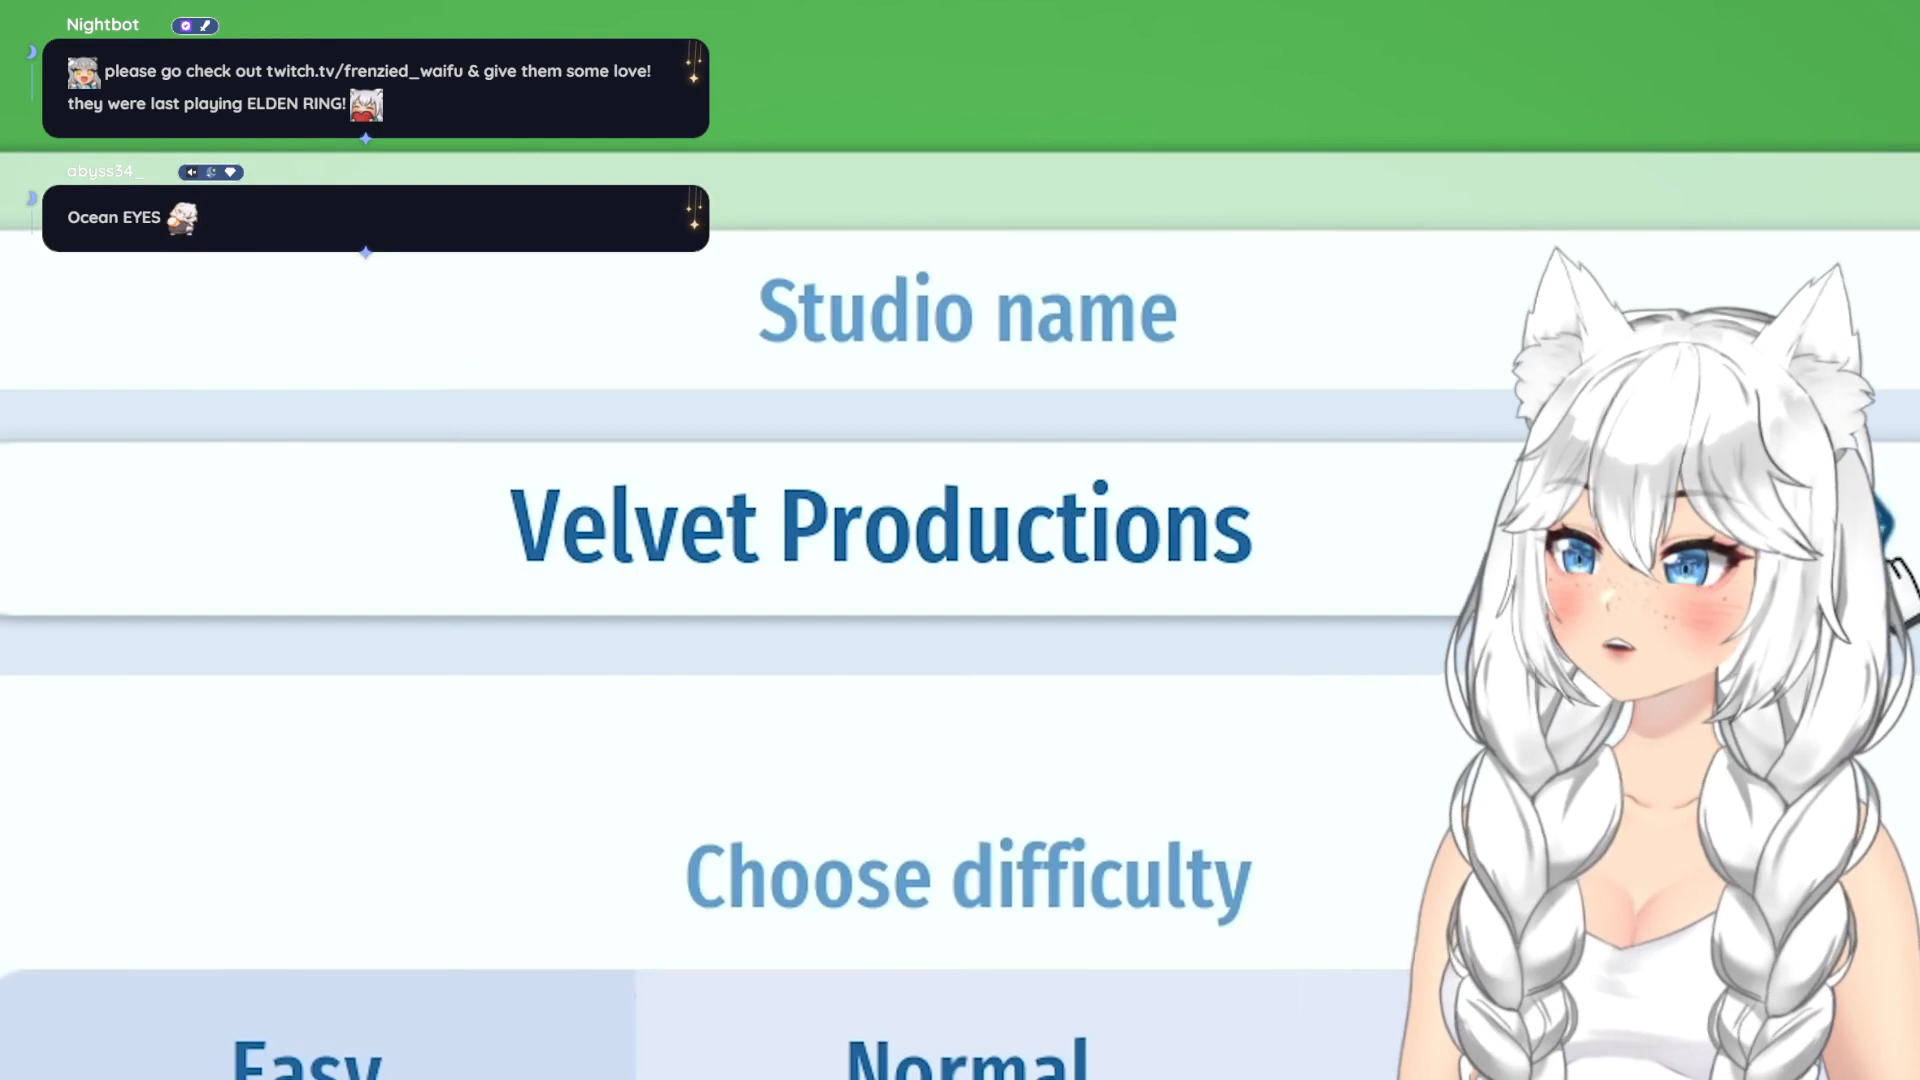 Nightbot
please go check out twitch.tv/frenzied_waifu & give them some love!
they were last playing ELDEN RING!
abyss34_
Ocean EYES
Studio name
Velvet Productions
Choose difficulty
Easy
Normal